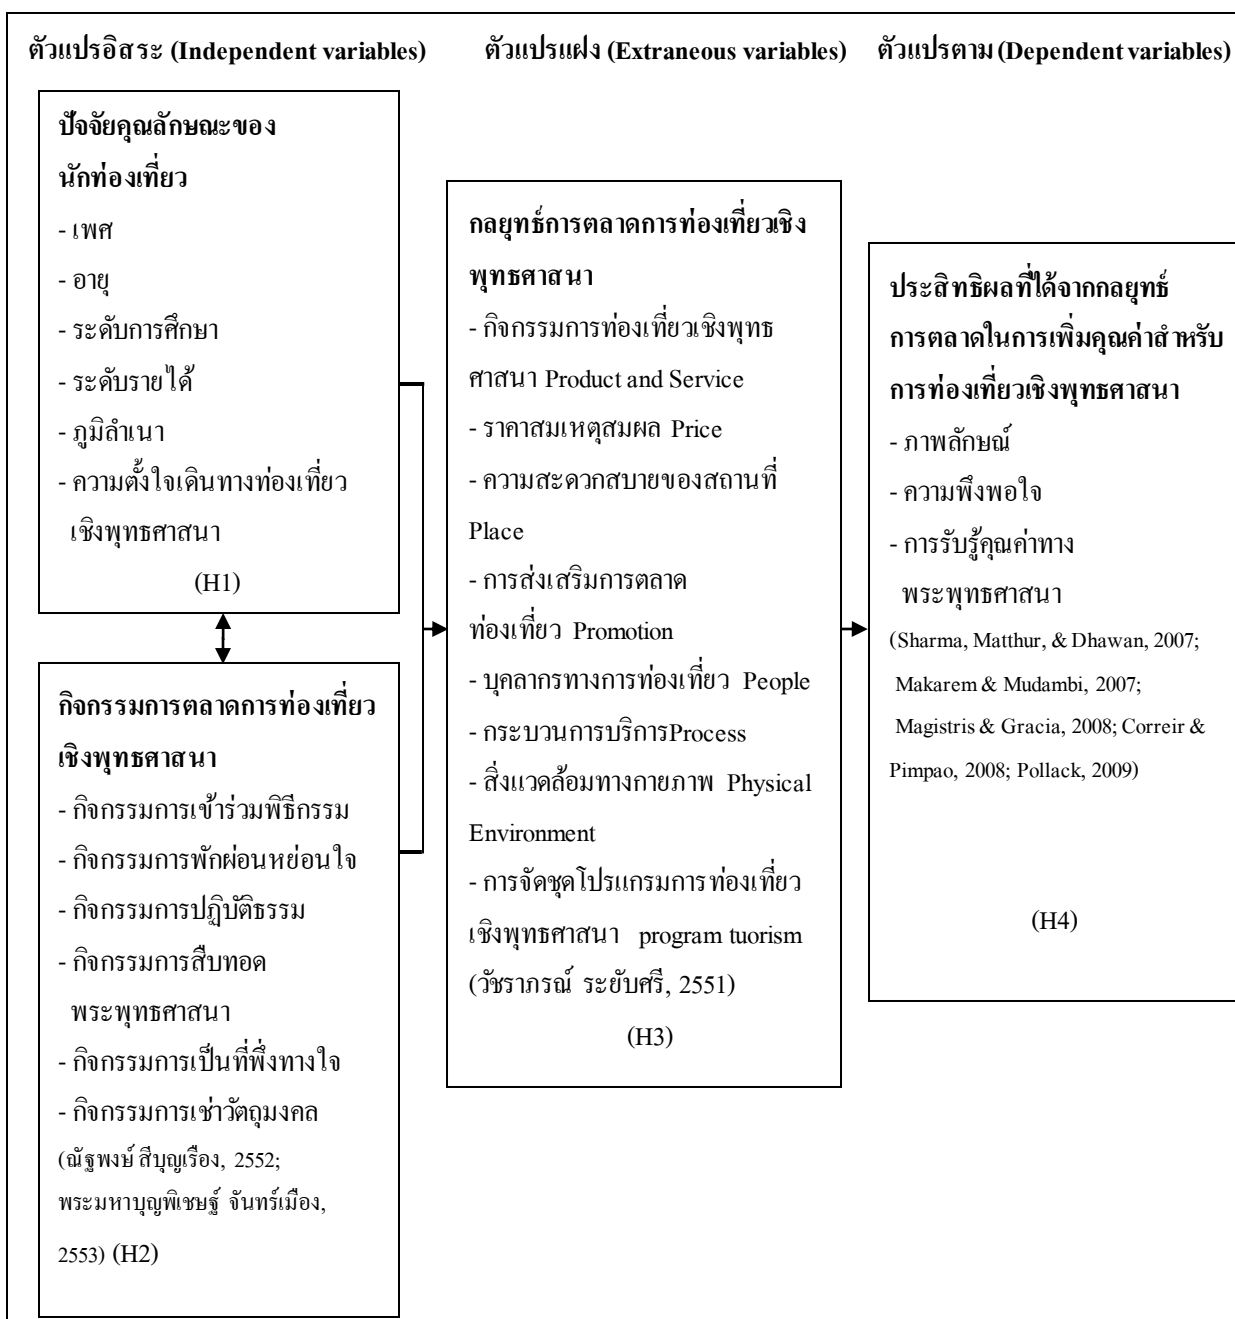 ตัวแปรอิสระ (Independent variables)
ตัวแปรแฝง (Extraneous variables)
ตัวแปรตาม (Dependent variables)
ปัจจัยคุณลักษณะของ
นักท่องเที่ยว
- เพศ
- อายุ
- ระดับการศึกษา
- ระดับรายได้
- ภูมิลำเนา
- ความตั้งใจเดินทางท่องเที่ยว
เชิงพุทธศาสนา
(H1)
กิจกรรมการตลาดการท่องเที่ยว
เชิงพุทธศาสนา
- กิจกรรมการเข้าร่วมพิธีกรรม
- กิจกรรมการพักผ่อนหย่อนใจ
- กิจกรรมการปฏิบัติธรรม
- กิจกรรมการสืบทอด
พระพุทธศาสนา
- กิจกรรมการเป็นที่พึ่งทางใจ
- กิจกรรมการเช่าวัตถุมงคล
(ณัฐพงษ์ สีบุญเรือง, 2552;
พระมหาบุญพิเชษฐ์ จันทร์เมือง,
2553) (H2)
กลยุทธ์การตลาดการท่องเที่ยวเชิง
พุทธศาสนา
- กิจกรรมการท่องเที่ยวเชิงพุทธ
ศาสนา Product and Service
- ราคาสมเหตุสมผล Price
- ความสะดวกสบายของสถานที่
Place
- การส่งเสริมการตลาด
ท่องเที่ยว Promotion
- บุคลากรทางการท่องเที่ยว People
- กระบวนการบริการProcess
- สิ่งแวดล้อมทางกายภาพ Physical
Environment
- การจัดชุดโปรแกรมการท่องเที่ยว
เชิงพุทธศาสนา program tuorism
(วัชราภรณ์ ระยับศรี, 2551)
(H3)
ประสิทธิผลที่ได้จากกลยุทธ์
การตลาดในการเพิ่มคุณค่าสำหรับ
การท่องเที่ยวเชิงพุทธศาสนา
- ภาพลักษณ์
- ความพึงพอใจ
- การรับรู้คุณค่าทาง
พระพุทธศาสนา
(Sharma, Matthur, & Dhawan, 2007;
Makarem & Mudambi, 2007;
Magistris & Gracia, 2008; Correir &
Pimpao, 2008; Pollack, 2009)
(H4)